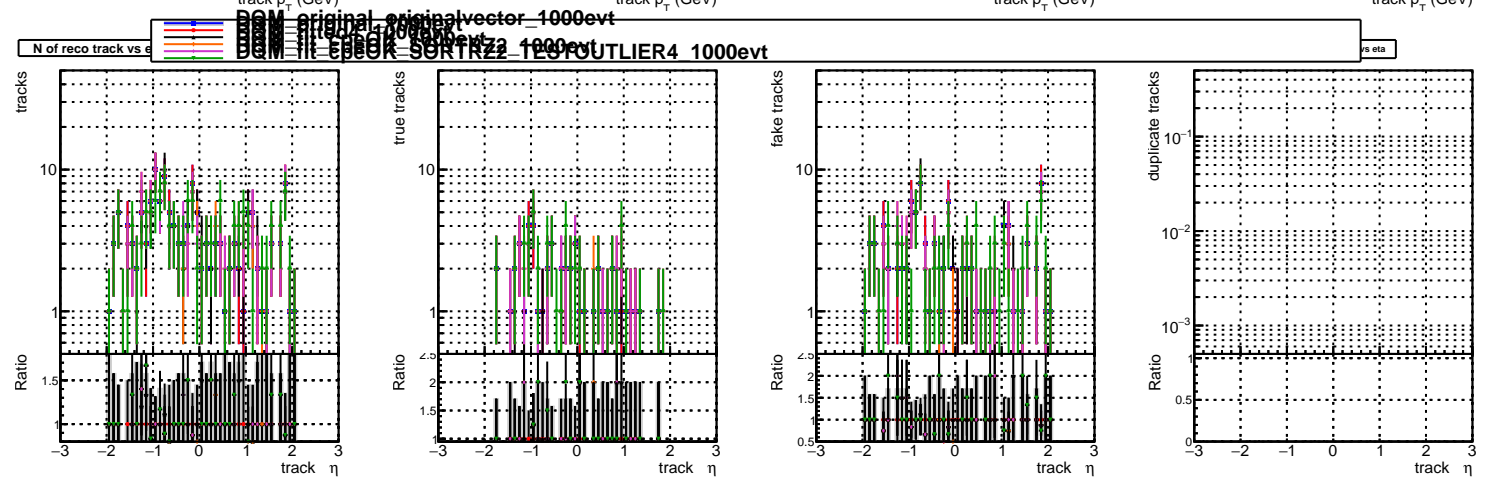 track p_T (GeV) track p_T (GeV) track p_T (GeV) track p_T (GeV)
DQM_original_originalvector_1000evt
DQM_fit_cpeOK_SORTRZ2_1000evt
DQM_fit_cpeOK_SORTRZ2_TESTOUTLIER4_1000evt
N of reco track vs e
vs eta
tracks
10
1
Ratio
1.5
1
−3 −2 −1 0 1 2 3
track η
true tracks
10
1
Ratio
2.5
2
1.5
1
−3 −2 −1 0 1 2 3
track η
fake tracks
10
1
Ratio
2.5
2
1.5
1
0.5
−3 −2 −1 0 1 2 3
track η
duplicate tracks
10−1
10−2
10−3
Ratio
1
0.5
0
−3 −2 −1 0 1 2 3
track η